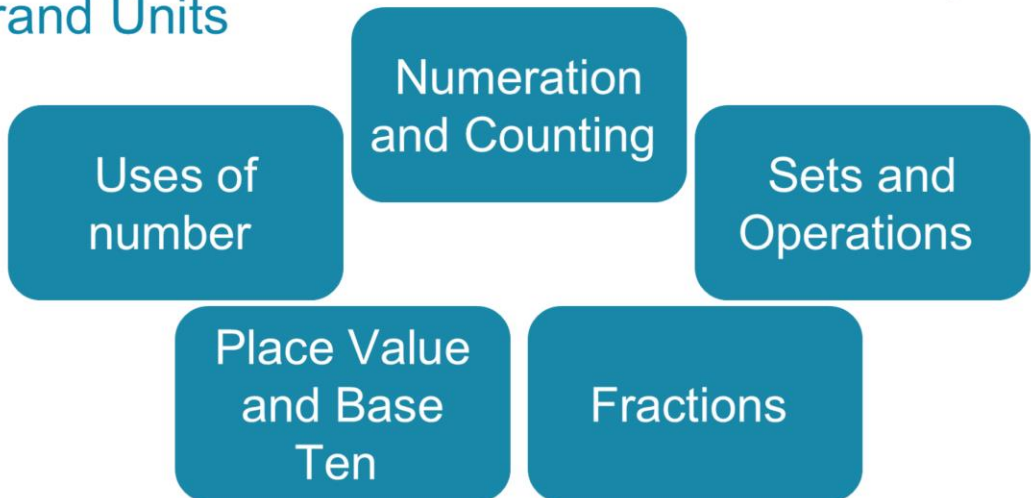 rand Units
Numeration
and Counting
Uses of
number
Sets and
Operations
Place Value
and Base
Ten
Fractions